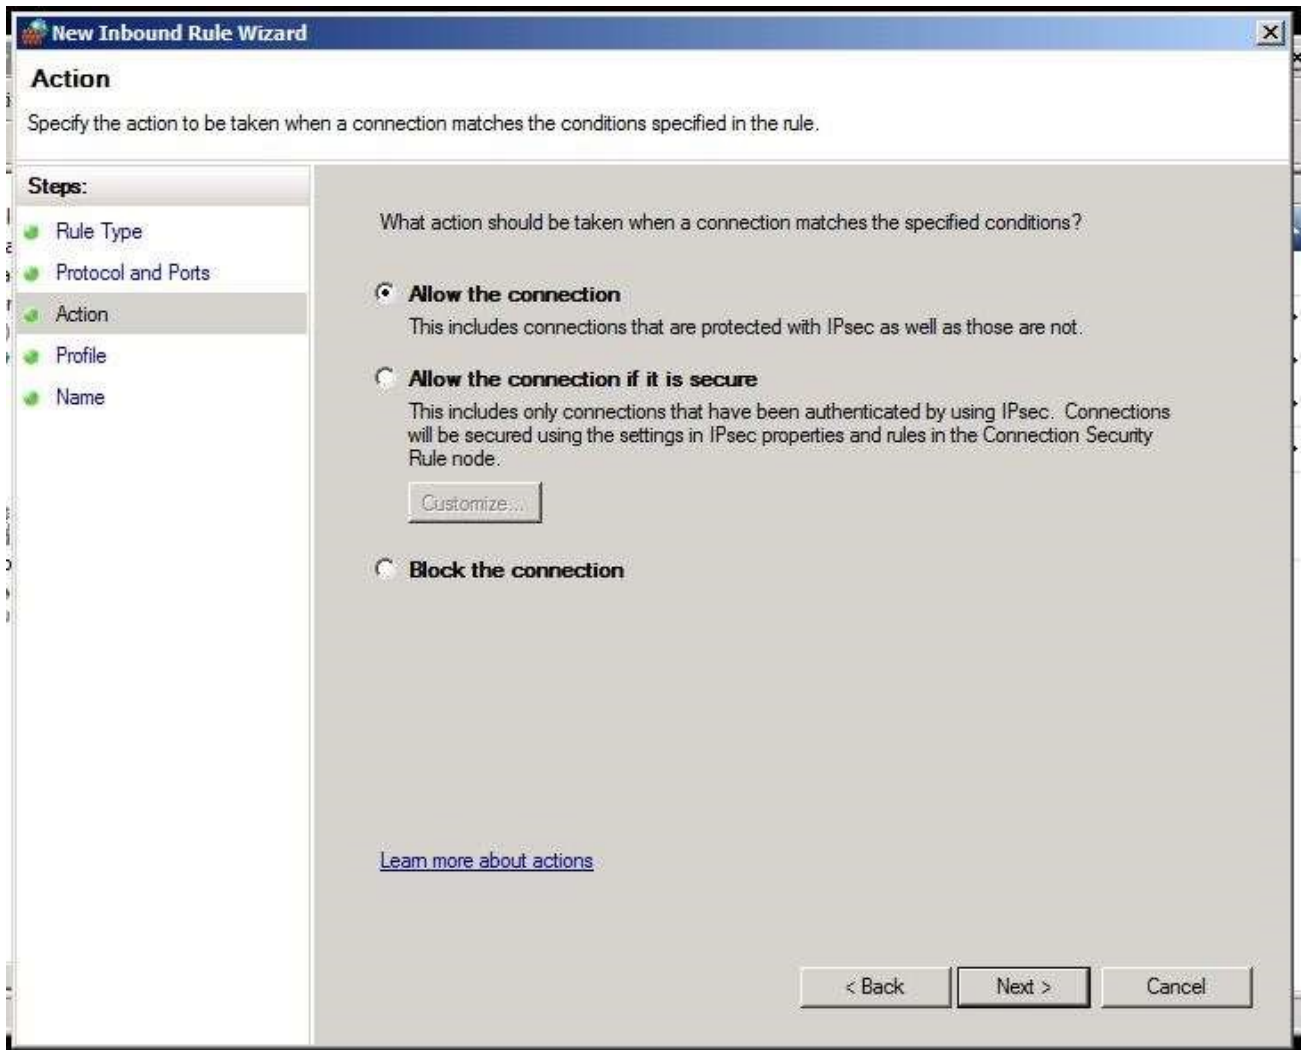 New Inbound Rule Wizard
Action
Specify the action to be taken when a connection matches the conditions specified in the rule.
Steps:
Rule Type
Protocol and Ports
Action
Profile
Name
What action should be taken when a connection matches the specified conditions?
Allow the connection
This includes connections that are protected with IPsec as well as those are not.
Allow the connection if it is secure
This includes only connections that have been authenticated by using IPsec. Connections
will be secured using the settings in IPsec properties and rules in the Connection Security
Rule node.
Customize...
Block the connection
Learn more about actions
< Back
Next >
Cancel